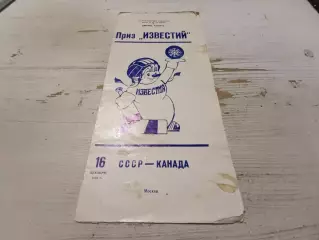 Приз „ИЗВЕСТИЙ"
ИЗВЕСТИЯ
16
СССР—КАНАДА
Москва